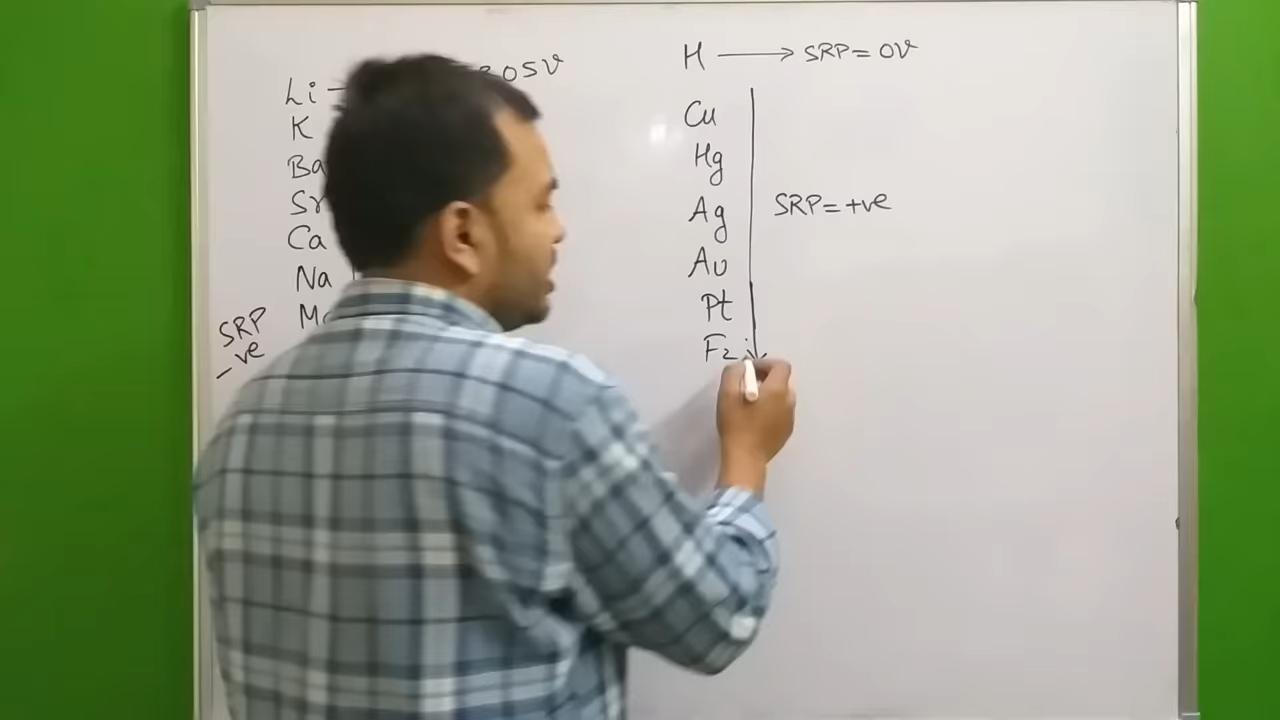 Li
K
Ba
Sr
Ca
Na
SRP
-ve
H → SRP = 0V
Cu
Hg
Ag
Au
Pt
F2
SRP = +ve